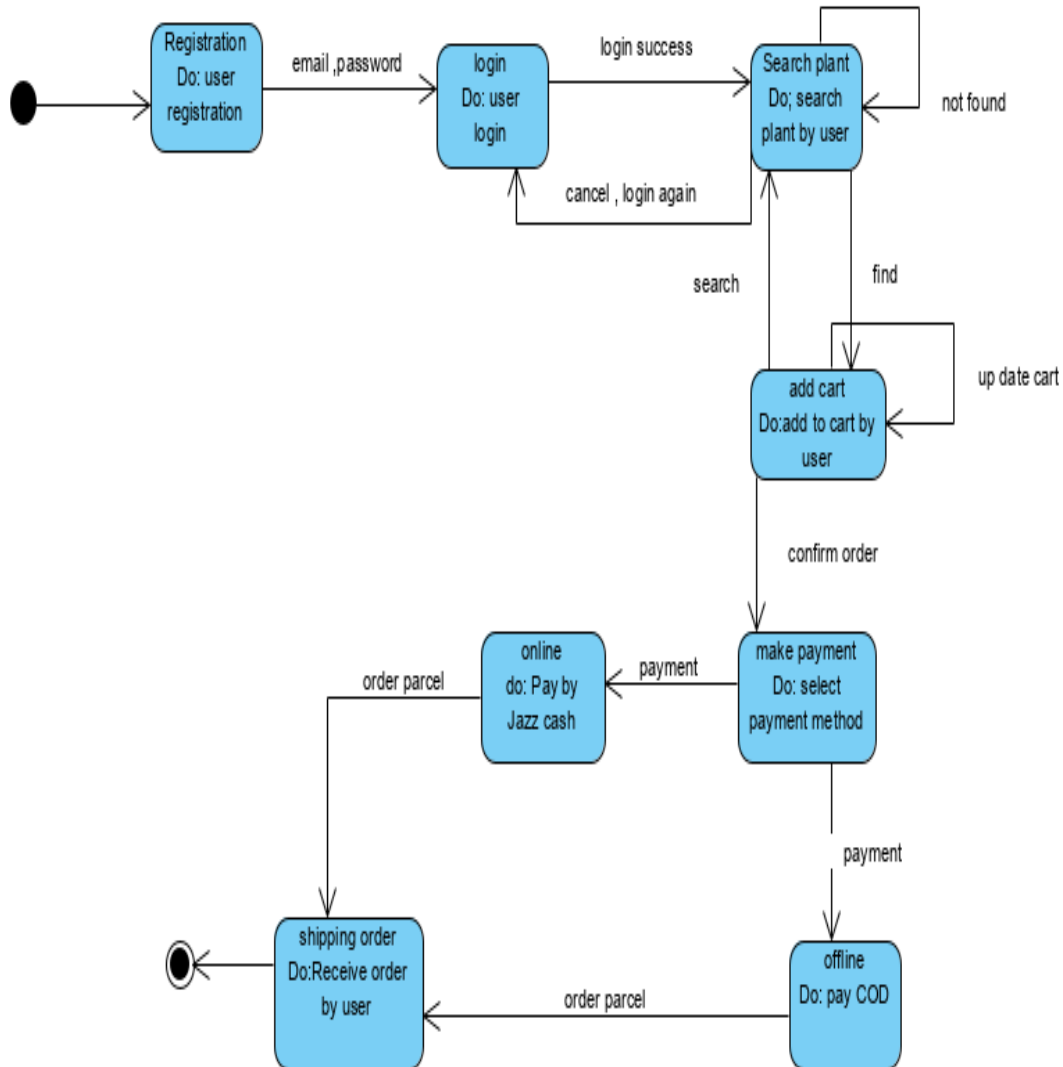 Registration
Do: user
registration
email ,password
login
Do: user
login
login success
Search plant
Do; search
plant by user
not found
cancel , login again
search
find
add cart
Do:add to cart by
user
up date cart
confirm order
make payment
Do: select
payment method
payment
online
do: Pay by
Jazz cash
order parcel
payment
offline
Do: pay COD
order parcel
shipping order
Do:Receive order
by user